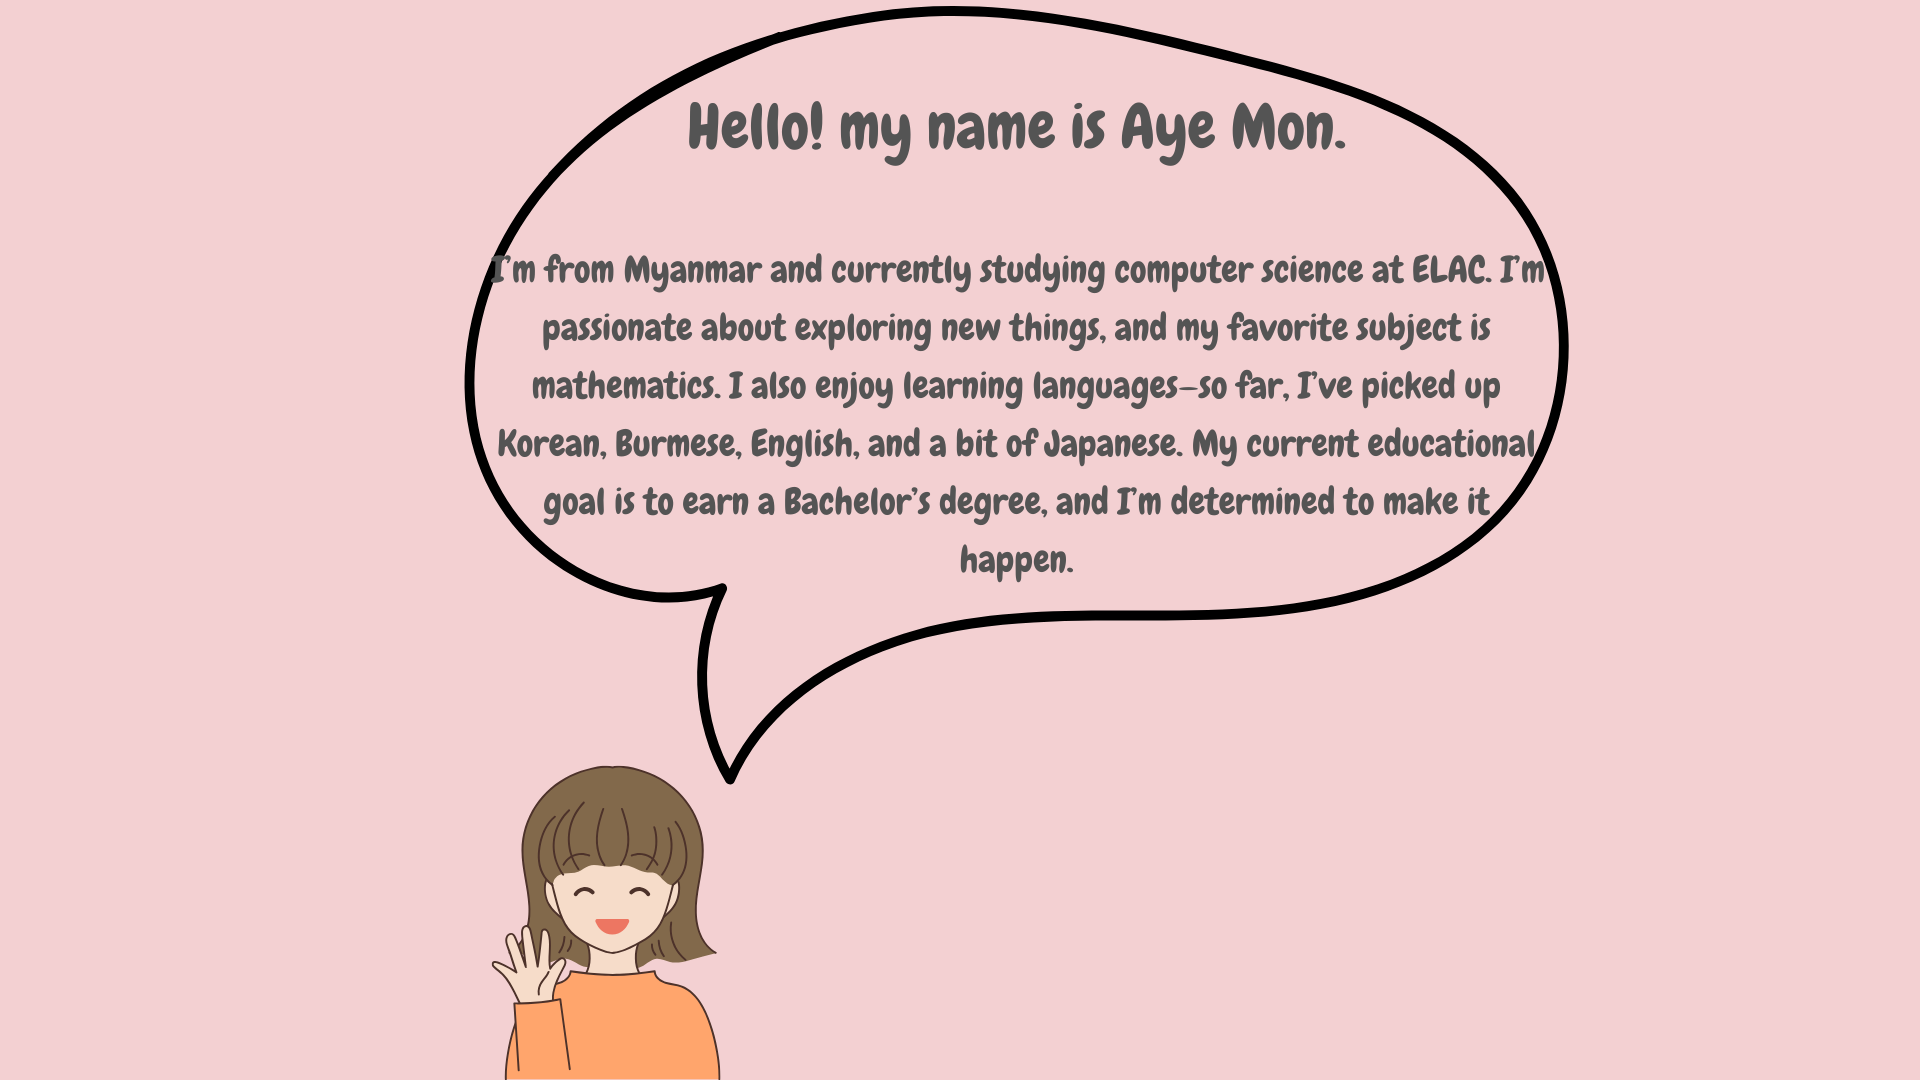 Hello! my name is Aye Mon.
I'm from Myanmar and currently studying computer science at ELAC. I'm
passionate about exploring new things, and my favorite subject is
mathematics. I also enjoy learning languages—so far, I've picked up
Korean, Burmese, English, and a bit of Japanese. My current educational
goal is to earn a Bachelor's degree, and I'm determined to make it
happen.